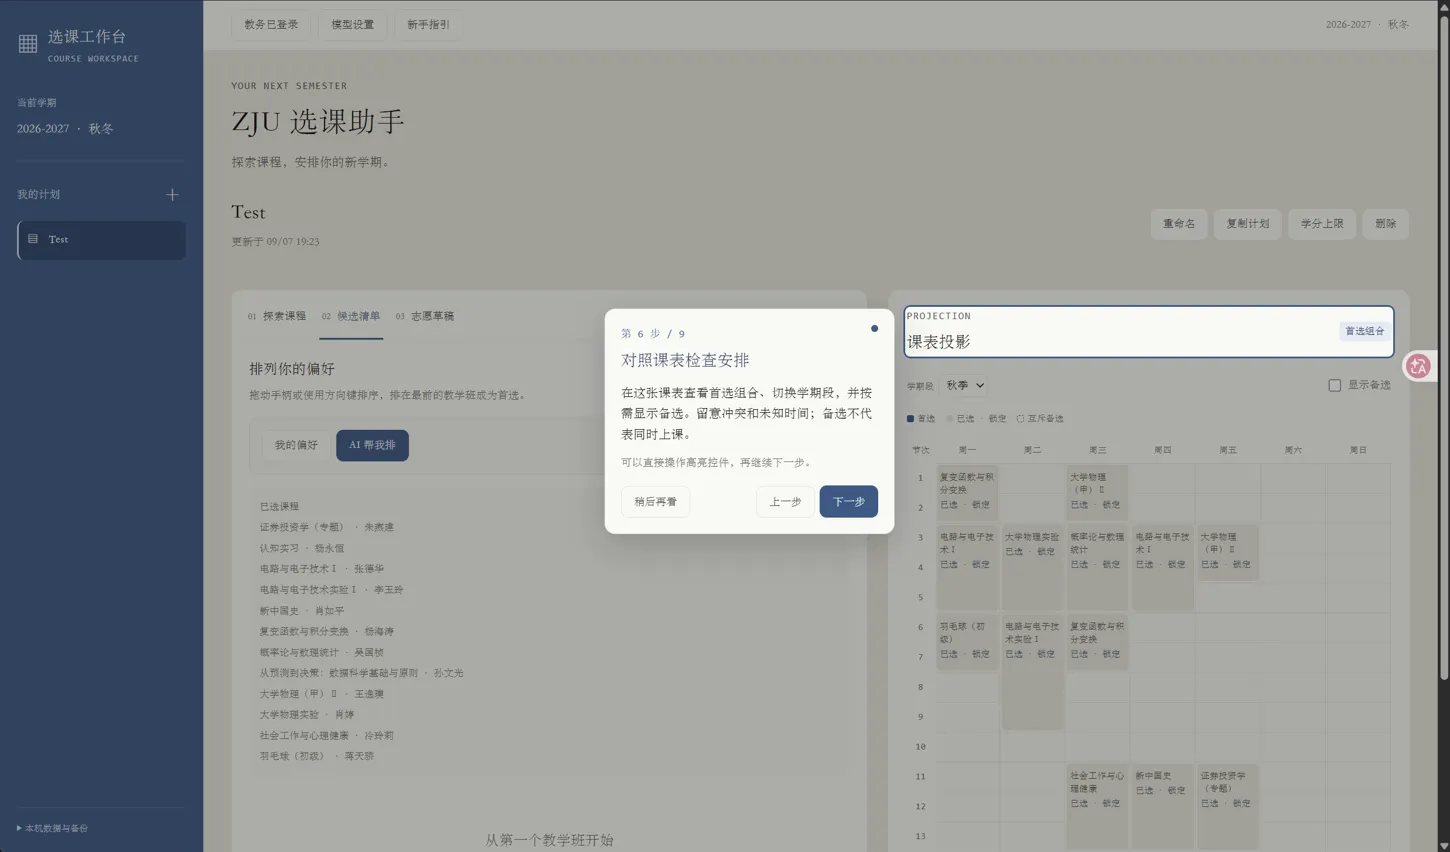 选课工作台
COURSE WORKSPACE
当前学期
2026-2027 · 秋冬
我的计划
Test
本机数据与备份
教务已登录
模型设置
新手指引
2026-2027 · 秋冬
YOUR NEXT SEMESTER
ZJU 选课助手
探索课程，安排你的新学期。
Test
更新于 09/07 19:23
重命名
复制计划
学分上限
删除
01 探索课程
02 候选清单
03 志愿草稿
排列你的偏好
拖动手柄或使用方向键排序，排在最前的教学班成为首选。
我的偏好
AI 帮我排
已选课程
证券投资学（专题） · 朱燕建
认知实习 · 杨永恒
电路与电子技术 I · 张德华
电路与电子技术实验 I · 李玉玲
新中国史 · 肖如平
复变函数与积分变换 · 杨海涛
概率论与数理统计 · 吴国桢
从预测到决策：数据科学基础与原则 · 孙文光
大学物理（甲） · 王逸璞
大学物理实验 · 肖婷
社会工作与心理健康 · 冷玲莉
羽毛球（初级） · 蒋天骄
从第一个教学班开始
第 6 步 / 9
对照课表检查安排
在这张课表查看首选组合、切换学期段，并按
需显示备选。留意冲突和未知时间；备选不代
表同时上课。
可以直接操作高亮控件，再继续下一步。
稍后再看
上一步
下一步
PROJECTION
课表投影
首选组合
学期段
秋季
显示备选
首选
已选 · 锁定
互斥备选
节次 周一 周二 周三 周四 周五 周六 周日
1
复变函数与积
分变换
已选 · 锁定
大学物理
（甲）
已选 · 锁定
2
3
电路与电子技
术 I
已选 · 锁定
大学物理实验
已选 · 锁定
概率论与数理
统计
已选 · 锁定
电路与电子技
术 I
已选 · 锁定
大学物理
（甲）
已选 · 锁定
4
5
6
羽毛球（初
级）
已选 · 锁定
电路与电子技
术实验 I
已选 · 锁定
复变函数与积
分变换
已选 · 锁定
7
8
9
10
11
社会工作与心
理健康
已选 · 锁定
新中国史
已选 · 锁定
证券投资学
（专题）
已选 · 锁定
12
13